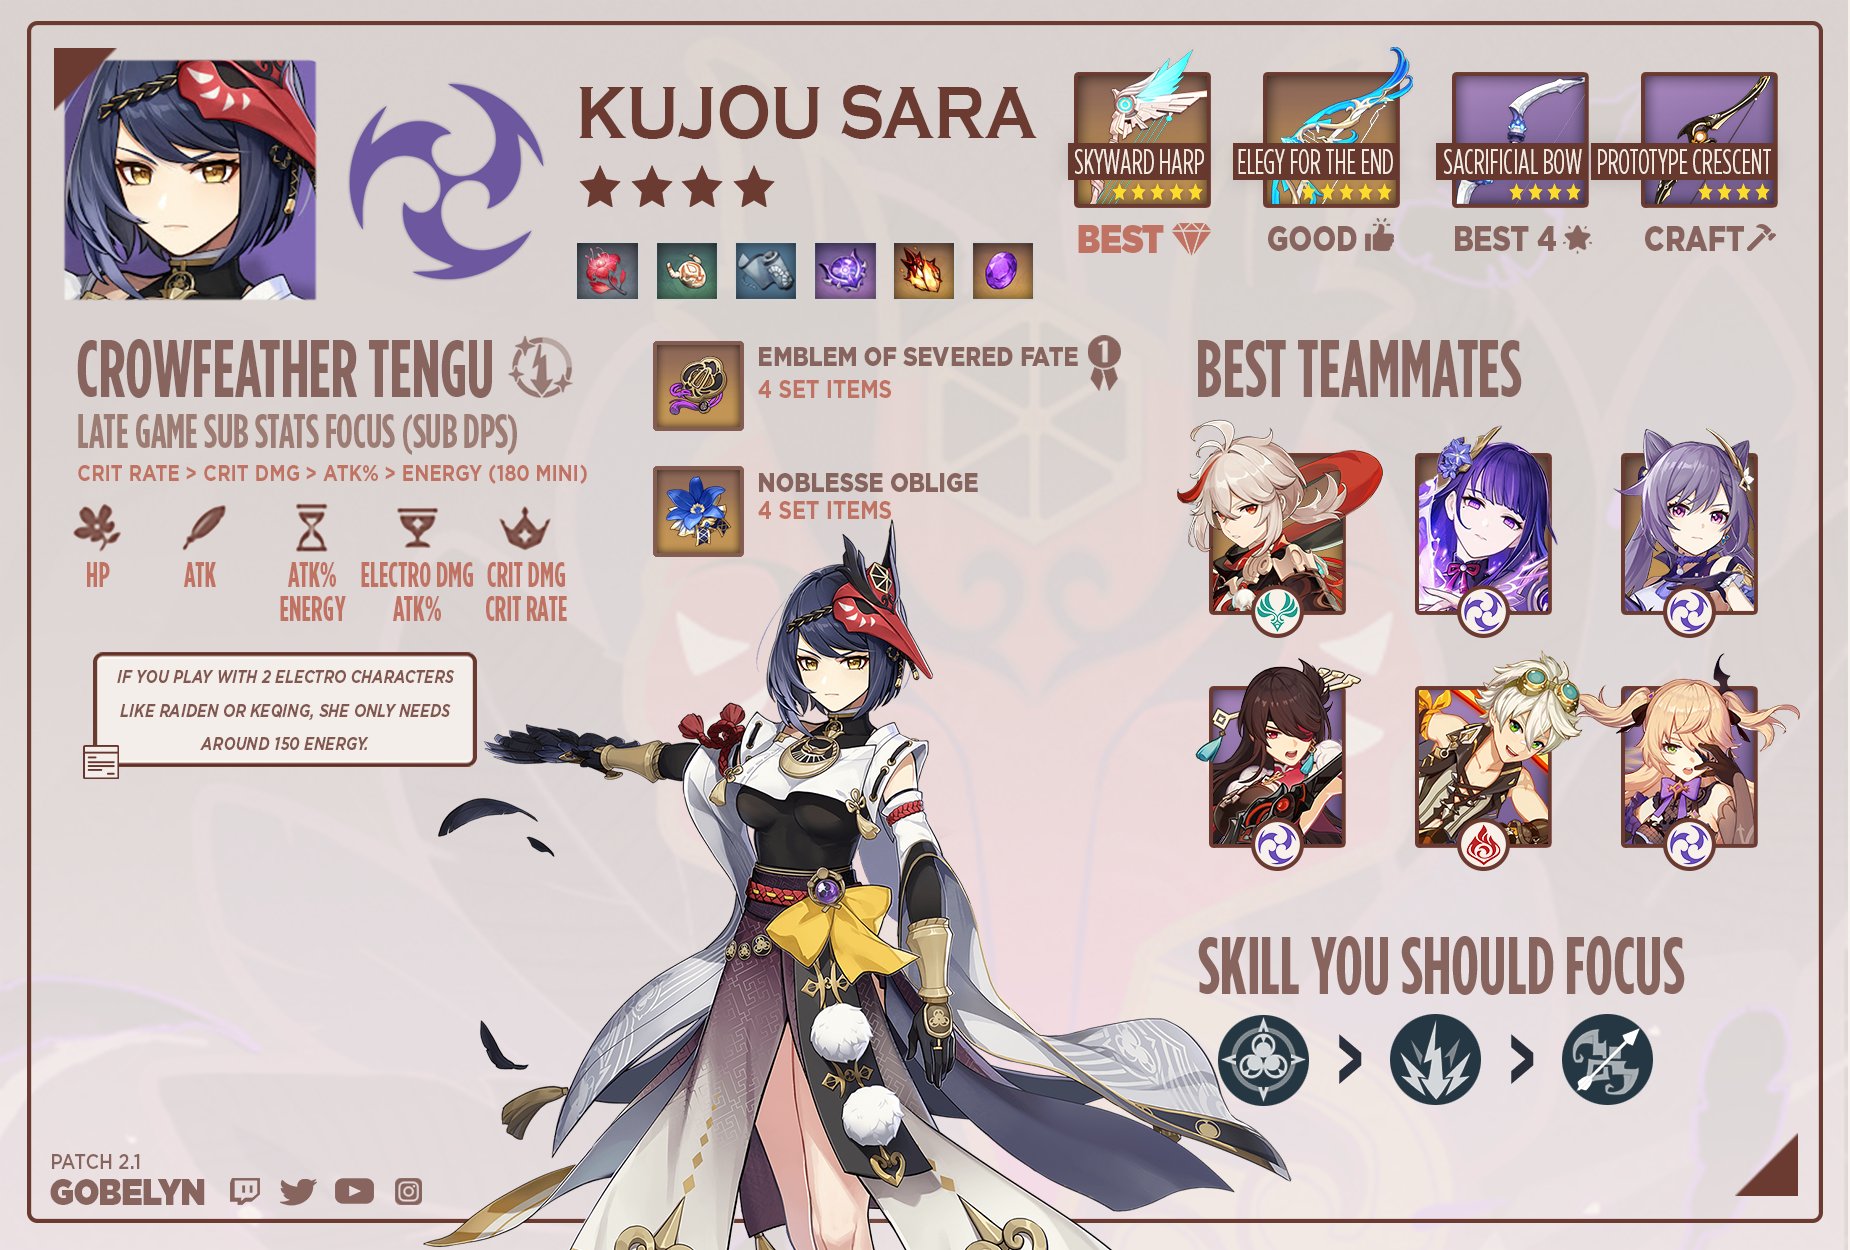 KUJOU SARA
SKYWARD HARP
BEST
ELEGY FOR THE END
GOOD
SACRIFICIAL BOW
BEST 4
PROTOTYPE CRESCENT
CRAFT
CROWFEATHER TENGU
LATE GAME SUB STATS FOCUS (SUB DPS)
CRIT RATE > CRIT DMG > ATK% > ENERGY (180 MINI)
HP
ATK
ATK%
ENERGY
ELECTRO DMG
ATK%
CRIT DMG
CRIT RATE
IF YOU PLAY WITH 2 ELECTRO CHARACTERS
LIKE RAIDEN OR KEQING, SHE ONLY NEEDS
AROUND 150 ENERGY.
EMBLEM OF SEVERED FATE 1
4 SET ITEMS
NOBLESSE OBLIGE
4 SET ITEMS
BEST TEAMMATES
SKILL YOU SHOULD FOCUS
> >
PATCH 2.1
GOBELYN